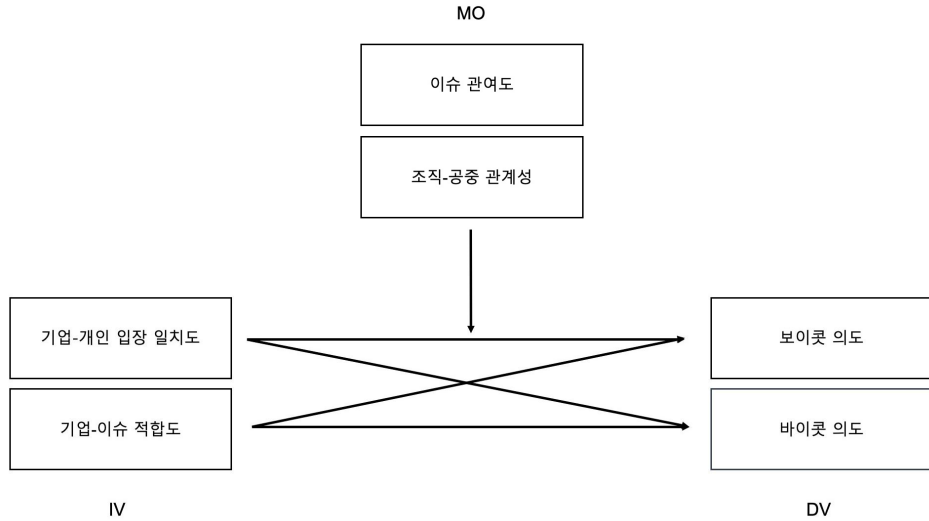 MO
이슈 관여도
조직-공중 관계성
기업-개인 입장 일치도
보이콧 의도
기업-이슈 적합도
바이콧 의도
IV
DV